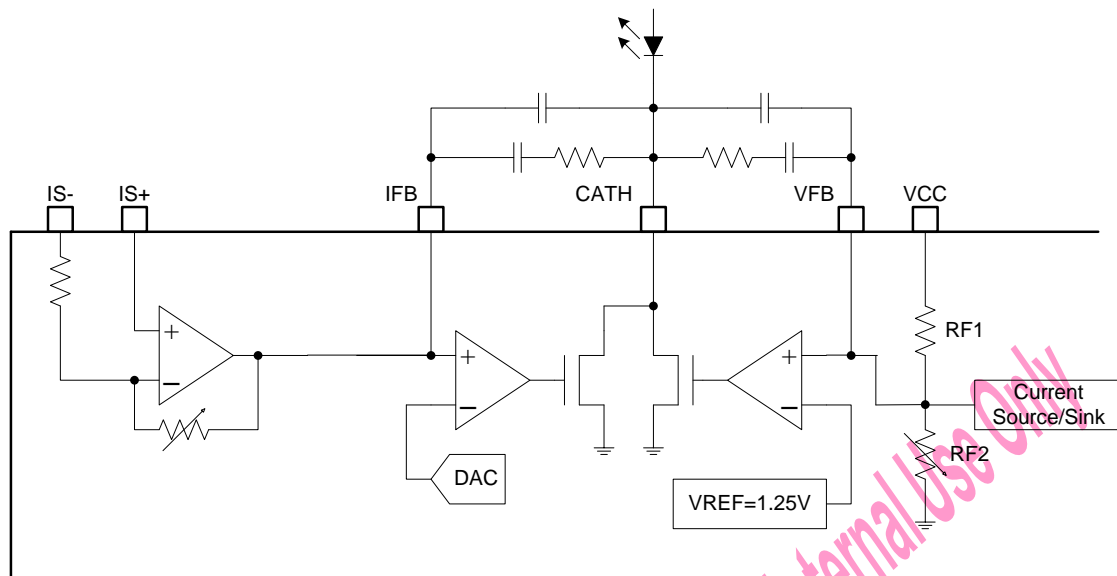 IS-
IS+
IFB
CATH
VFB
VCC
+
−
+
−
+
−
RF1
Current
Source/Sink
RF2
DAC
VREF=1.25V
Internal Use Only